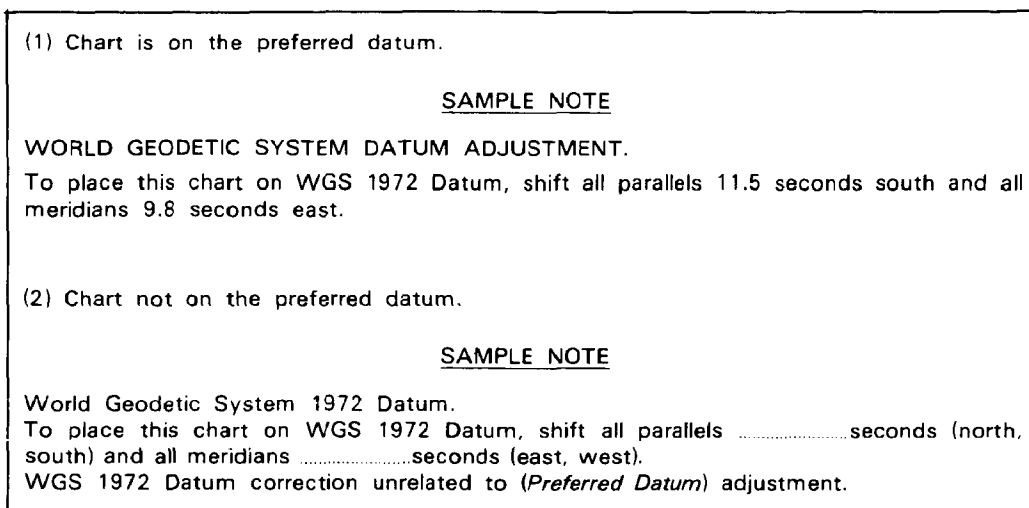 (1) Chart is on the preferred datum.
SAMPLE NOTE
WORLD GEODETIC SYSTEM DATUM ADJUSTMENT.
To place this chart on WGS 1972 Datum, shift all parallels 11.5 seconds south and all
meridians 9.8 seconds east.
(2) Chart not on the preferred datum.
SAMPLE NOTE
World Geodetic System 1972 Datum.
To place this chart on WGS 1972 Datum, shift all parallels ......................seconds (north,
south) and all meridians ......................seconds (east, west).
WGS 1972 Datum correction unrelated to (Preferred Datum) adjustment.